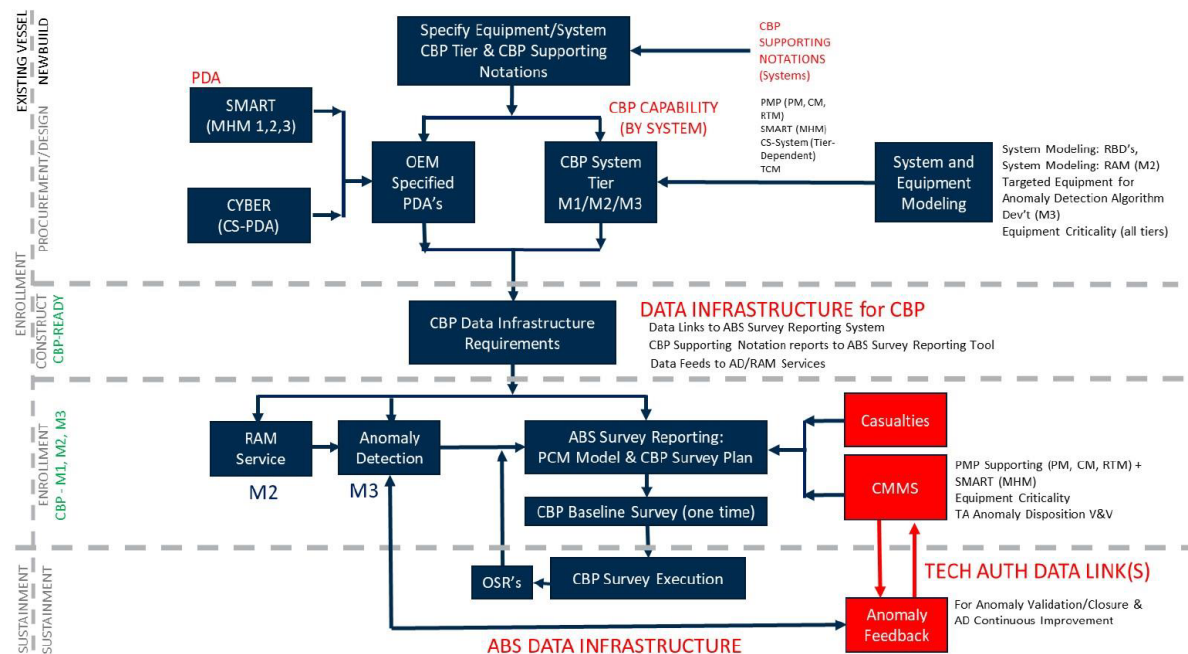 EXISTING VESSEL
NEWBUILD
PROCUREMENT/DESIGN
Specify Equipment/System
CBP Tier & CBP Supporting
Notations
CBP
SUPPORTING
NOTATIONS
(Systems)
PDA
SMART
(MHM 1,2,3)
CYBER
(CS-PDA)
CBP CAPABILITY
(BY SYSTEM)
PMP (PM, CM,
RTM)
SMART (MHM)
CS-System (Tier-
Dependent)
TCM
OEM
Specified
PDA's
CBP System
Tier
M1/M2/M3
System and
Equipment
Modeling
System Modeling: RBD's,
System Modeling: RAM (M2)
Targeted Equipment for
Anomaly Detection Algorithm
Dev't (M3)
Equipment Criticality (all tiers)
ENROLLMENT
CONSTRUCT
CBP-READY
CBP Data Infrastructure
Requirements
DATA INFRASTRUCTURE for CBP
Data Links to ABS Survey Reporting System
CBP Supporting Notation reports to ABS Survey Reporting Tool
Data Feeds to AD/RAM Services
ENROLLMENT
CBP - M1, M2, M3
RAM
Service
M2
Anomaly
Detection
M3
ABS Survey Reporting:
PCM Model & CBP Survey Plan
CBP Baseline Survey (one time)
Casualties
CMMS
PMP Supporting (PM, CM, RTM) +
SMART (MHM)
Equipment Criticality
TA Anomaly Disposition V&V
SUSTAINMENT
SUSTAINMENT
OSR's
CBP Survey Execution
TECH AUTH DATA LINK(S)
Anomaly
Feedback
For Anomaly Validation/Closure &
AD Continuous Improvement
ABS DATA INFRASTRUCTURE